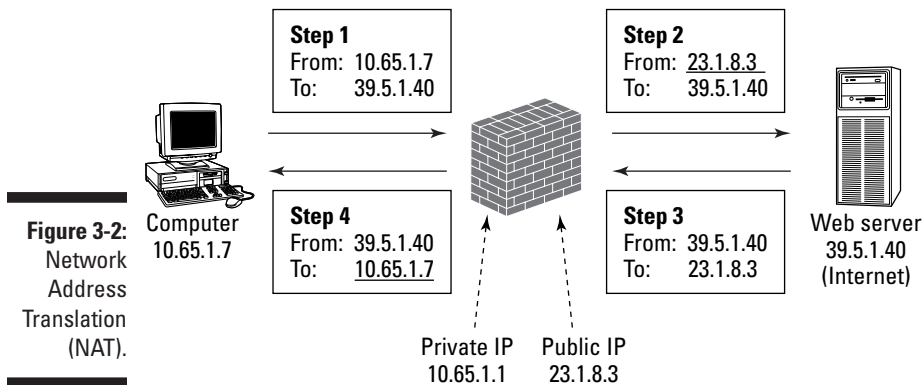 Step 1
From: 10.65.1.7
To: 39.5.1.40
Step 2
From: 23.1.8.3
To: 39.5.1.40
Step 4
From: 39.5.1.40
To: 10.65.1.7
Step 3
From: 39.5.1.40
To: 23.1.8.3
Computer
10.65.1.7
Web server
39.5.1.40
(Internet)
Private IP
10.65.1.1
Public IP
23.1.8.3
Figure 3-2:
Network
Address
Translation
(NAT).